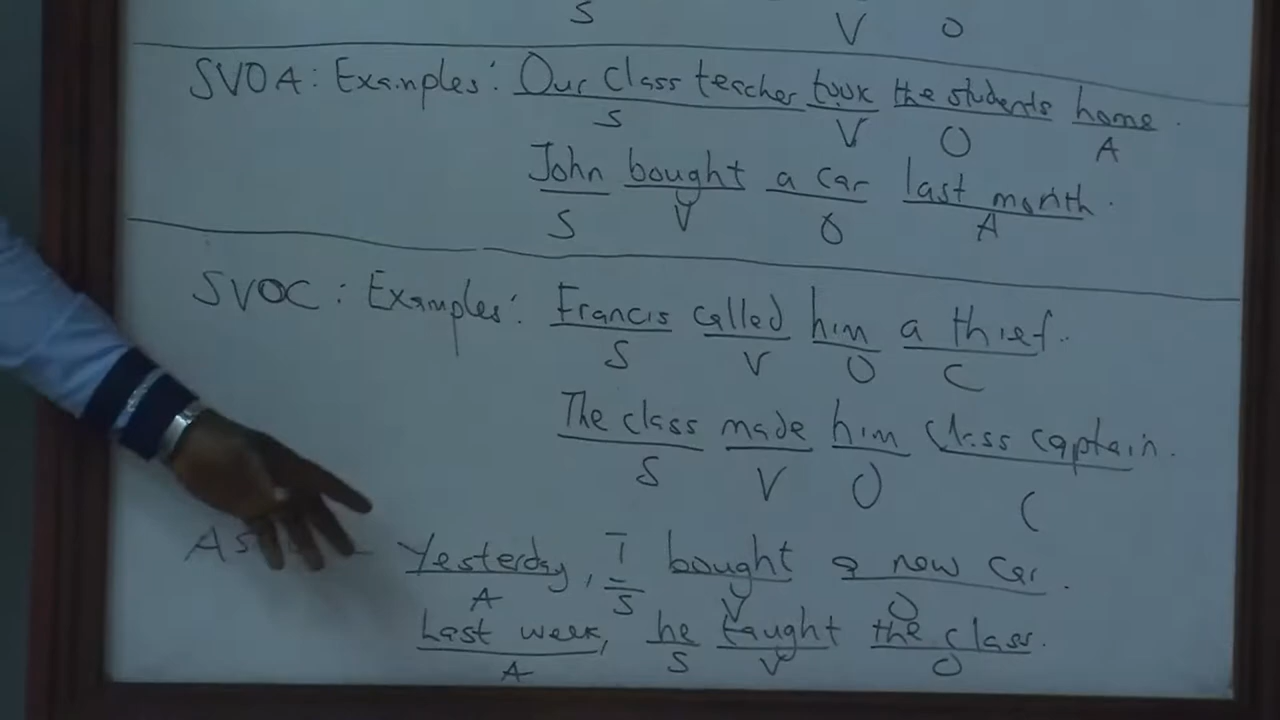 S V O
SVOA: Examples: Our class teacher took the students home.
S V O A
John bought a car last month.
S V O A
SVOC: Examples: Francis called him a thief.
S V O C
The class made him class captain.
S V O C
AS Yesterday, I bought a new car.
A S V O
Last week, he taught the class.
A S V O